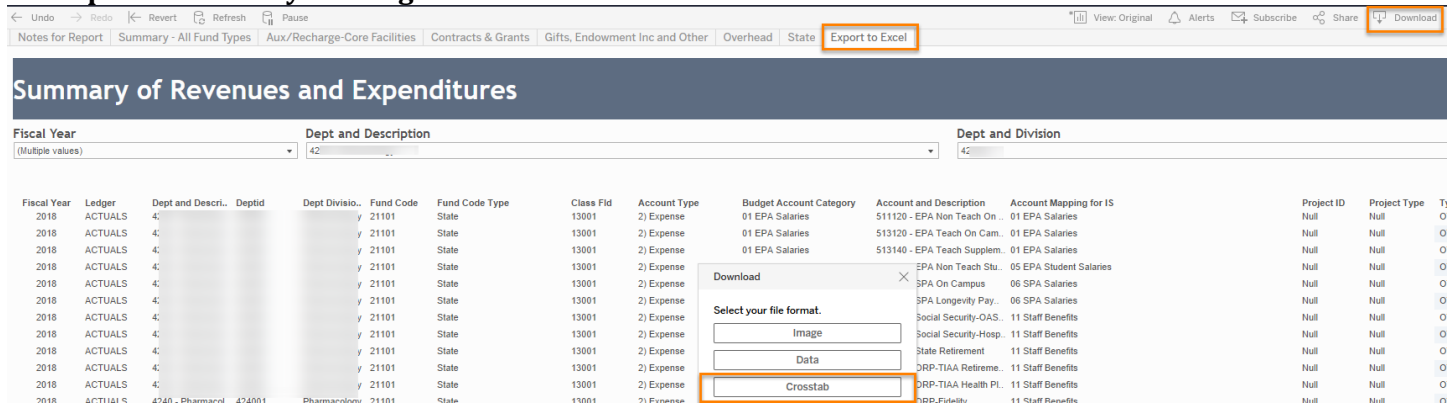 ← Undo → Redo |← Revert Refresh Pause View: Original Alerts Subscribe Share Download
Notes for Report Summary - All Fund Types Aux/Recharge-Core Facilities Contracts & Grants Gifts, Endowment Inc and Other Overhead State Export to Excel
Summary of Revenues and Expenditures
Fiscal Year Dept and Description Dept and Division
(Multiple values) 42 42
Fiscal Year Ledger Dept and Descri.. Deptid Dept Divisio.. Fund Code Fund Code Type Class Fld Account Type Budget Account Category Account and Description Account Mapping for IS Project ID Project Type
2018 ACTUALS 4: y 21101 State 13001 2) Expense 01 EPA Salaries 511120 - EPA Non Teach On .. 01 EPA Salaries Null Null O
2018 ACTUALS 4: y 21101 State 13001 2) Expense 01 EPA Salaries 513120 - EPA Teach On Cam.. 01 EPA Salaries Null Null O
2018 ACTUALS 4: y 21101 State 13001 2) Expense 01 EPA Salaries 513140 - EPA Teach Supplem.. 01 EPA Salaries Null Null O
2018 ACTUALS 4: y 21101 State 13001 2) Expense EPA Non Teach Stu.. 05 EPA Student Salaries Null Null O
2018 ACTUALS 4: y 21101 State 13001 2) Expense SPA On Campus 06 SPA Salaries Null Null O
2018 ACTUALS 4: y 21101 State 13001 2) Expense SPA Longevity Pay.. 06 SPA Salaries Null Null O
2018 ACTUALS 4: y 21101 State 13001 2) Expense Social Security-OAS.. 11 Staff Benefits Null Null O
2018 ACTUALS 4: y 21101 State 13001 2) Expense Social Security-Hosp.. 11 Staff Benefits Null Null O
2018 ACTUALS 4: y 21101 State 13001 2) Expense State Retirement 11 Staff Benefits Null Null O
2018 ACTUALS 4: y 21101 State 13001 2) Expense ORP-TIAA Retireme.. 11 Staff Benefits Null Null O
2018 ACTUALS 4: y 21101 State 13001 2) Expense ORP-TIAA Health Pl.. 11 Staff Benefits Null Null O
2018 ACTUALS 4240 - Pharmacol.. 424001 Pharmacology 21101 State 13001 2) Expense ORP-Fidelity 11 Staff Benefits Null Null O
Download
Select your file format.
Image
Data
Crosstab